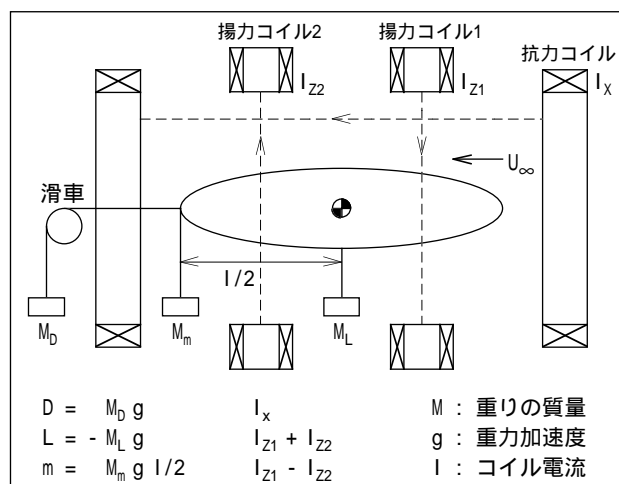 揚力コイル2
揚力コイル1
抗力コイル
I_Z2
I_Z1
I_X
U_∞
滑車
l/2
M_D
M_m
M_L
D = M_D g I_x M : 重りの質量
L = - M_L g I_Z1 + I_Z2 g : 重力加速度
m = M_m g l/2 I_Z1 - I_Z2 I : コイル電流